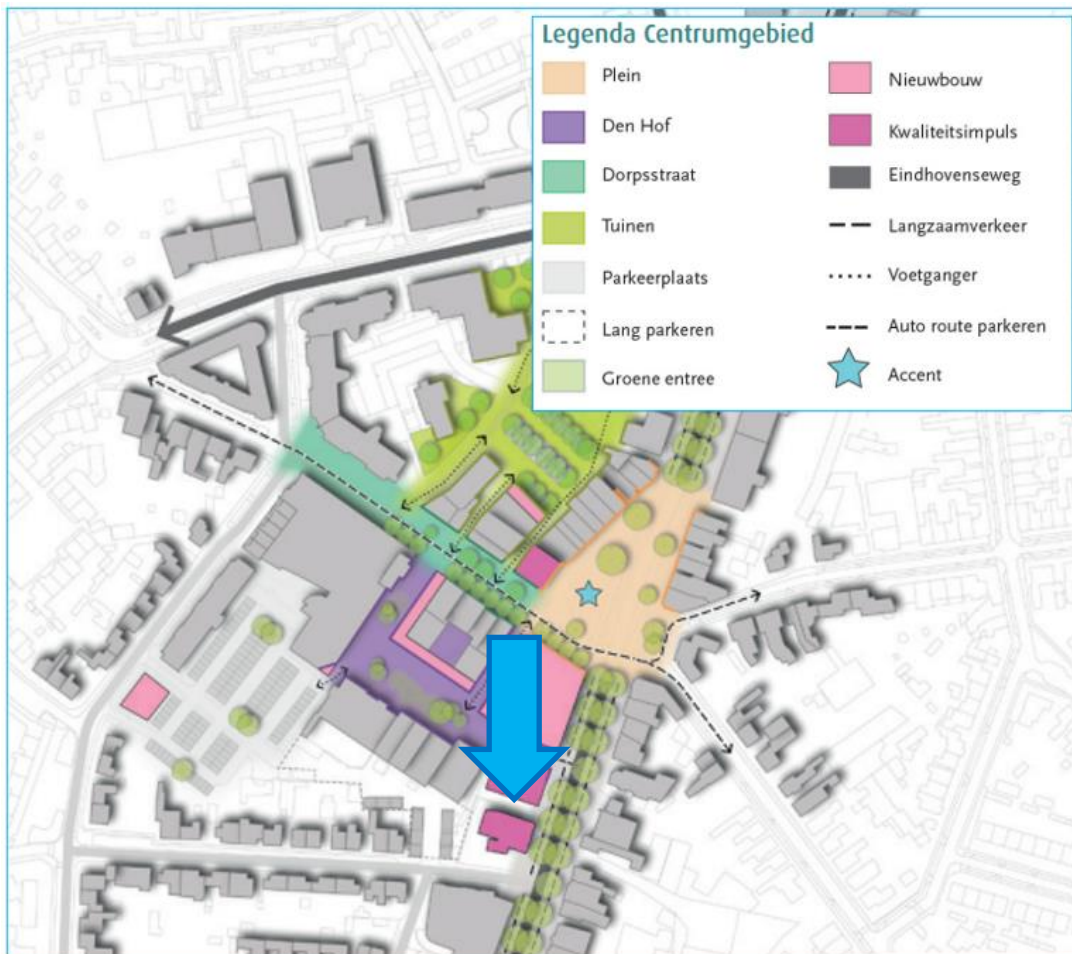 Legenda Centrumgebied
Plein
Den Hof
Dorpsstraat
Tuinen
Parkeerplaats
Lang parkeren
Groene entree
Nieuwbouw
Kwaliteitsimpuls
Eindhovenseweg
Langzaamverkeer
Voetganger
Auto route parkeren
Accent